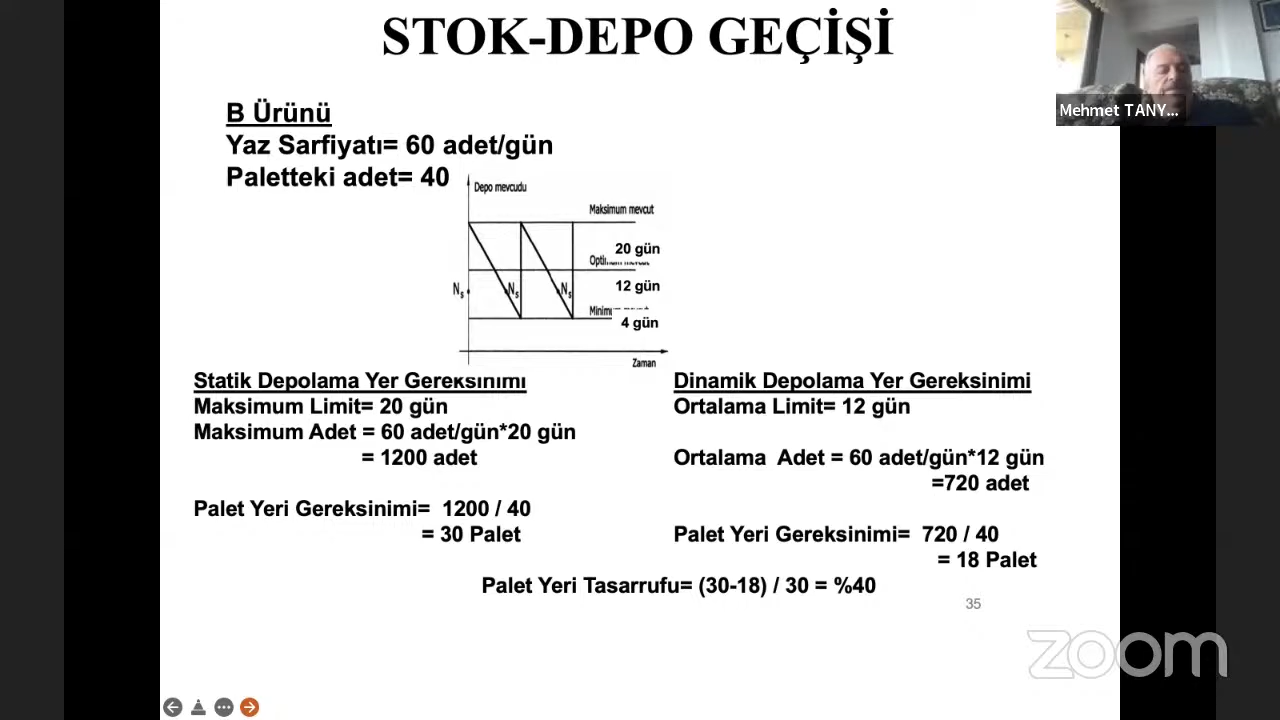 STOK-DEPO GEÇİŞİ
Mehmet TANY...
B Ürünü
Yaz Sarfiyatı= 60 adet/gün
Paletteki adet= 40
Depo mevcudu
Maksimum mevcut
20 gün
12 gün
Ns
Ns
Ns
4 gün
Zaman
Statik Depolama Yer Gereksinimi
Maksimum Limit= 20 gün
Maksimum Adet = 60 adet/gün*20 gün
= 1200 adet
Palet Yeri Gereksinimi= 1200 / 40
= 30 Palet
Dinamik Depolama Yer Gereksinimi
Ortalama Limit= 12 gün
Ortalama Adet = 60 adet/gün*12 gün
=720 adet
Palet Yeri Gereksinimi= 720 / 40
= 18 Palet
Palet Yeri Tasarrufu= (30-18) / 30 = %40
35
zoom